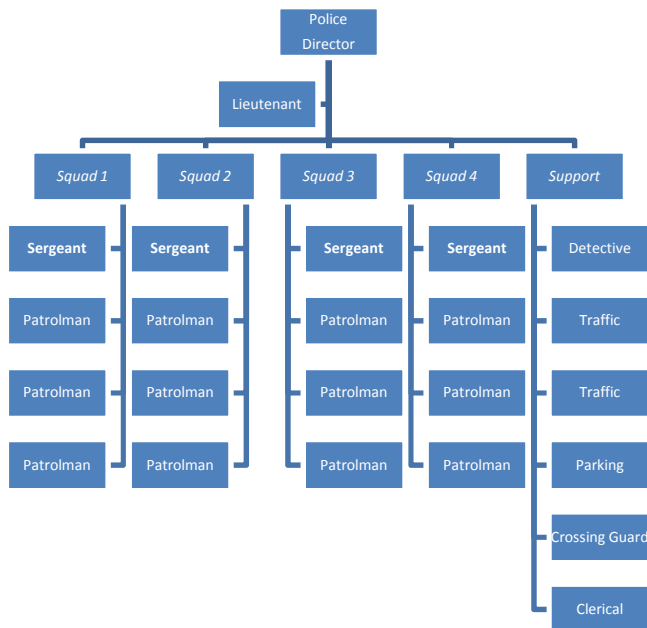 Police
Director
Lieutenant
Squad 1
Squad 2
Squad 3
Squad 4
Support
Sergeant
Sergeant
Sergeant
Sergeant
Detective
Patrolman
Patrolman
Patrolman
Patrolman
Traffic
Patrolman
Patrolman
Patrolman
Patrolman
Traffic
Patrolman
Patrolman
Patrolman
Patrolman
Parking
Crossing Guard
Clerical